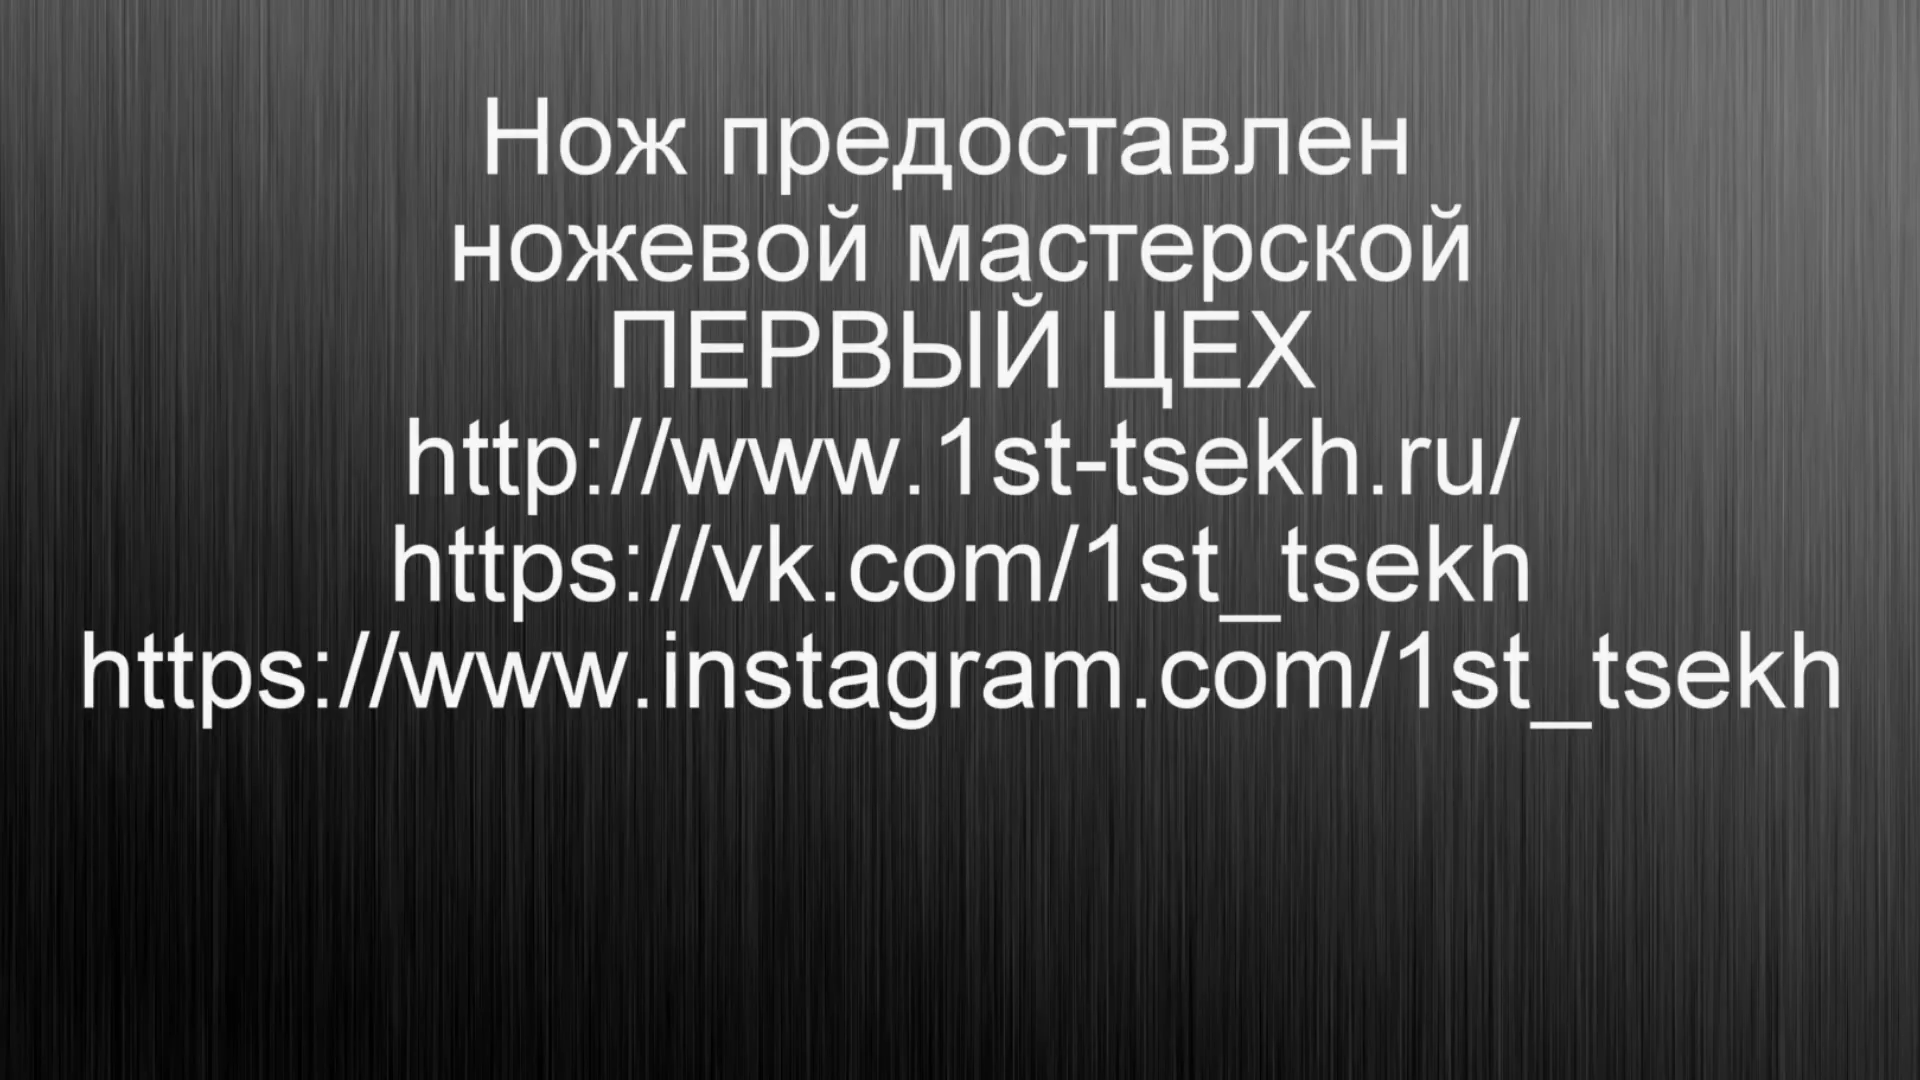 Нож предоставлен
ножевой мастерской
ПЕРВЫЙ ЦЕХ
http://www.1st-tsekh.ru/
https://vk.com/1st_tsekh
https://www.instagram.com/1st_tsekh